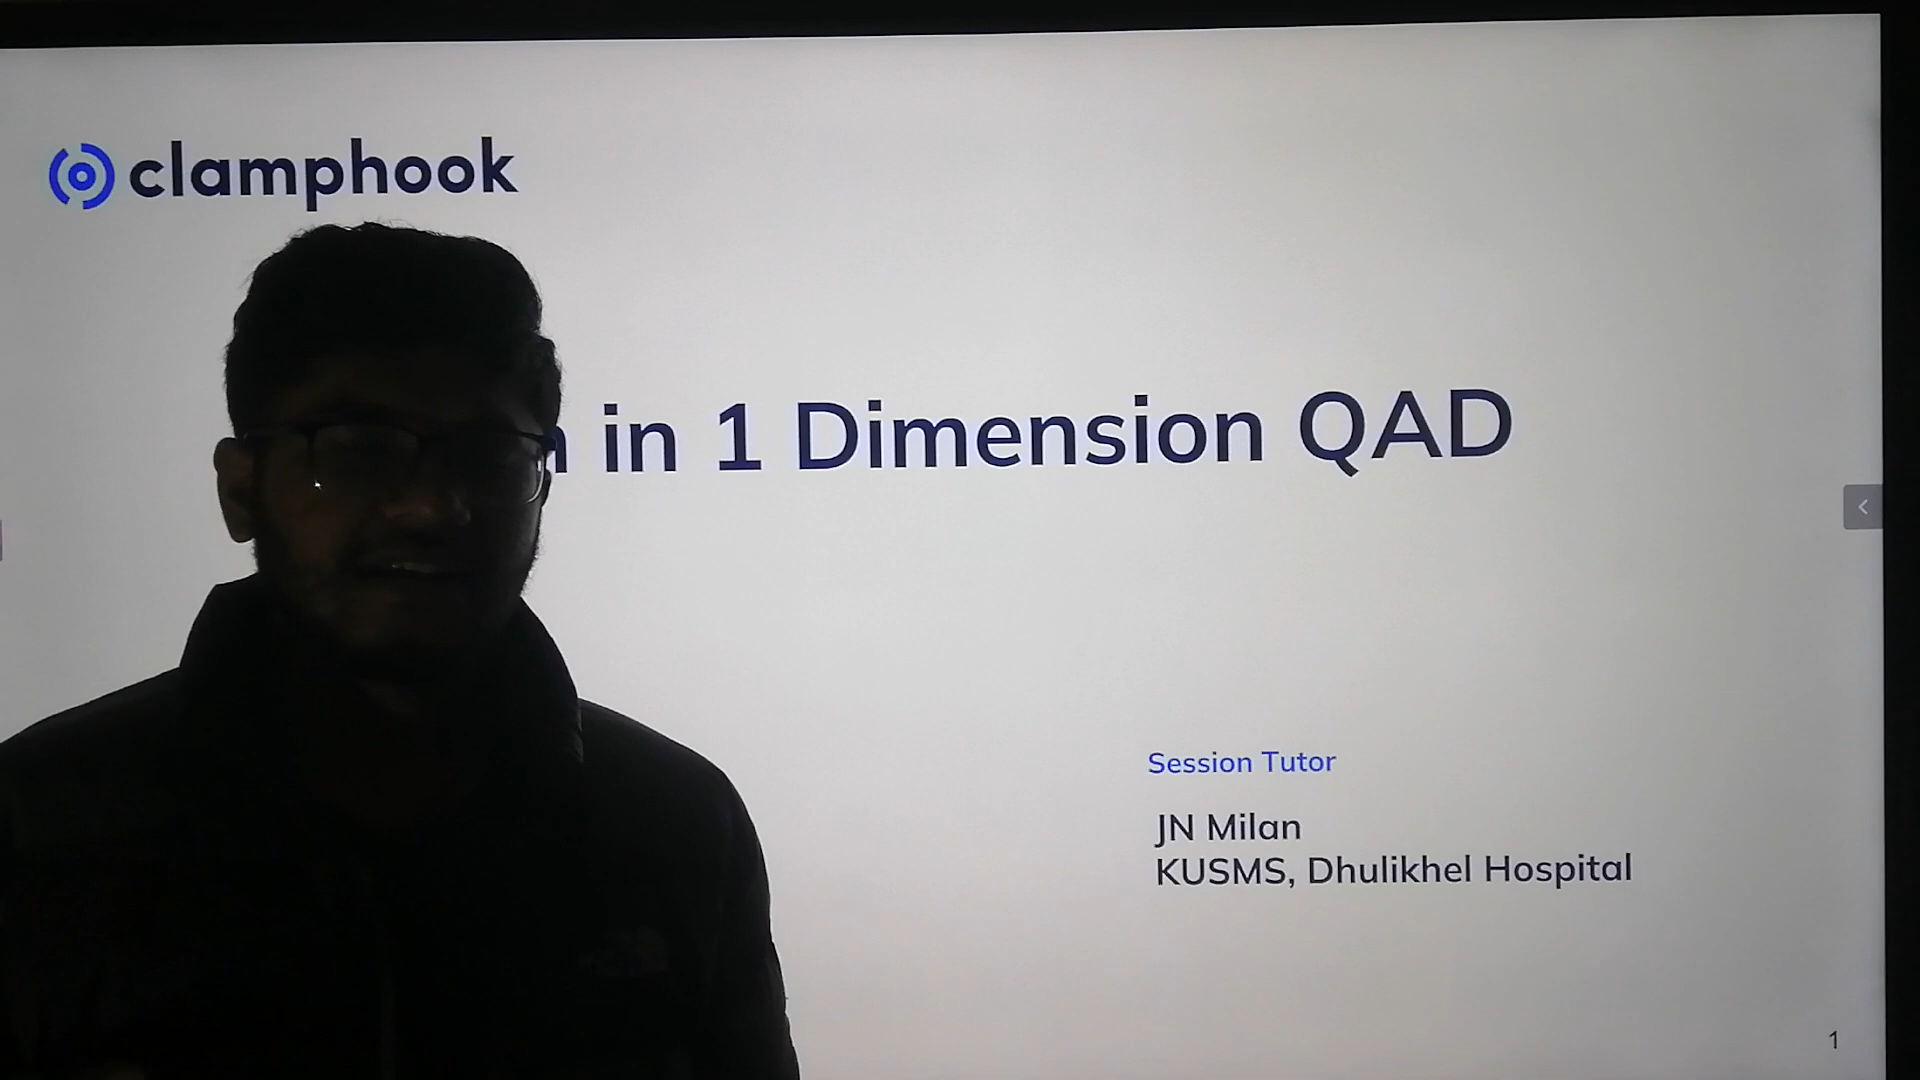 clamphook
in 1 Dimension QAD
Session Tutor
JN Milan
KUSMS, Dhulikhel Hospital
1